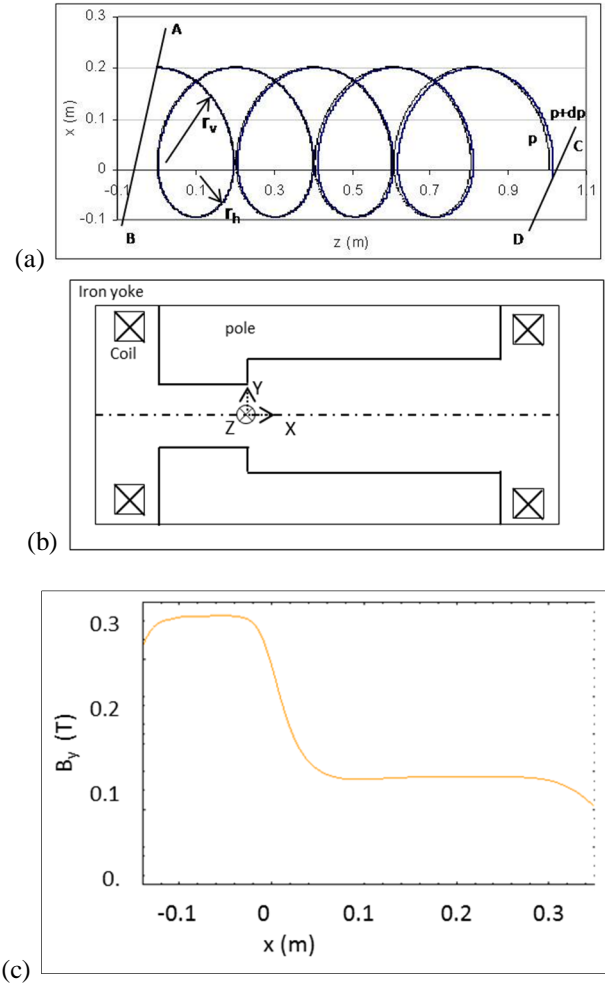 0.3
0.2
0.1
0
-0.1
x (m)
A
B
r_v
r_h
p+dp
p
C
D
-0.1 0.1 0.3 0.5 0.7 0.9 1.1
z (m)
(a)
Iron yoke
pole
Coil
Y
Z X
(b)
0.3
0.2
0.1
0.
B_y (T)
-0.1 0 0.1 0.2 0.3
x (m)
(c)